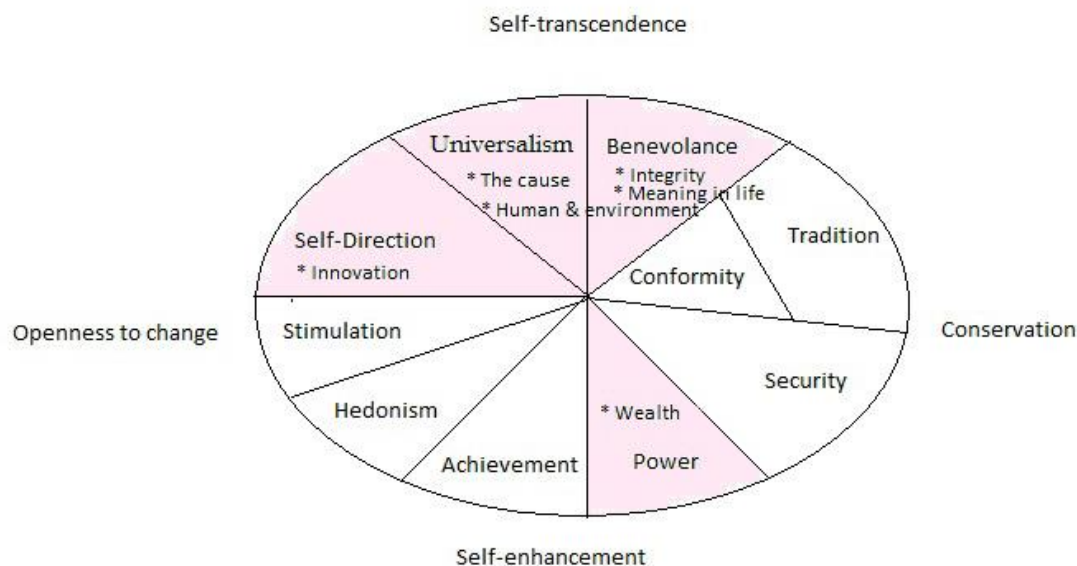 Self-transcendence
Universalism
* The cause
* Human & environment
Benevolance
* Integrity
* Meaning in life
Self-Direction
* Innovation
Tradition
Conformity
Openness to change
Stimulation
Conservation
Security
Hedonism
* Wealth
Achievement
Power
Self-enhancement